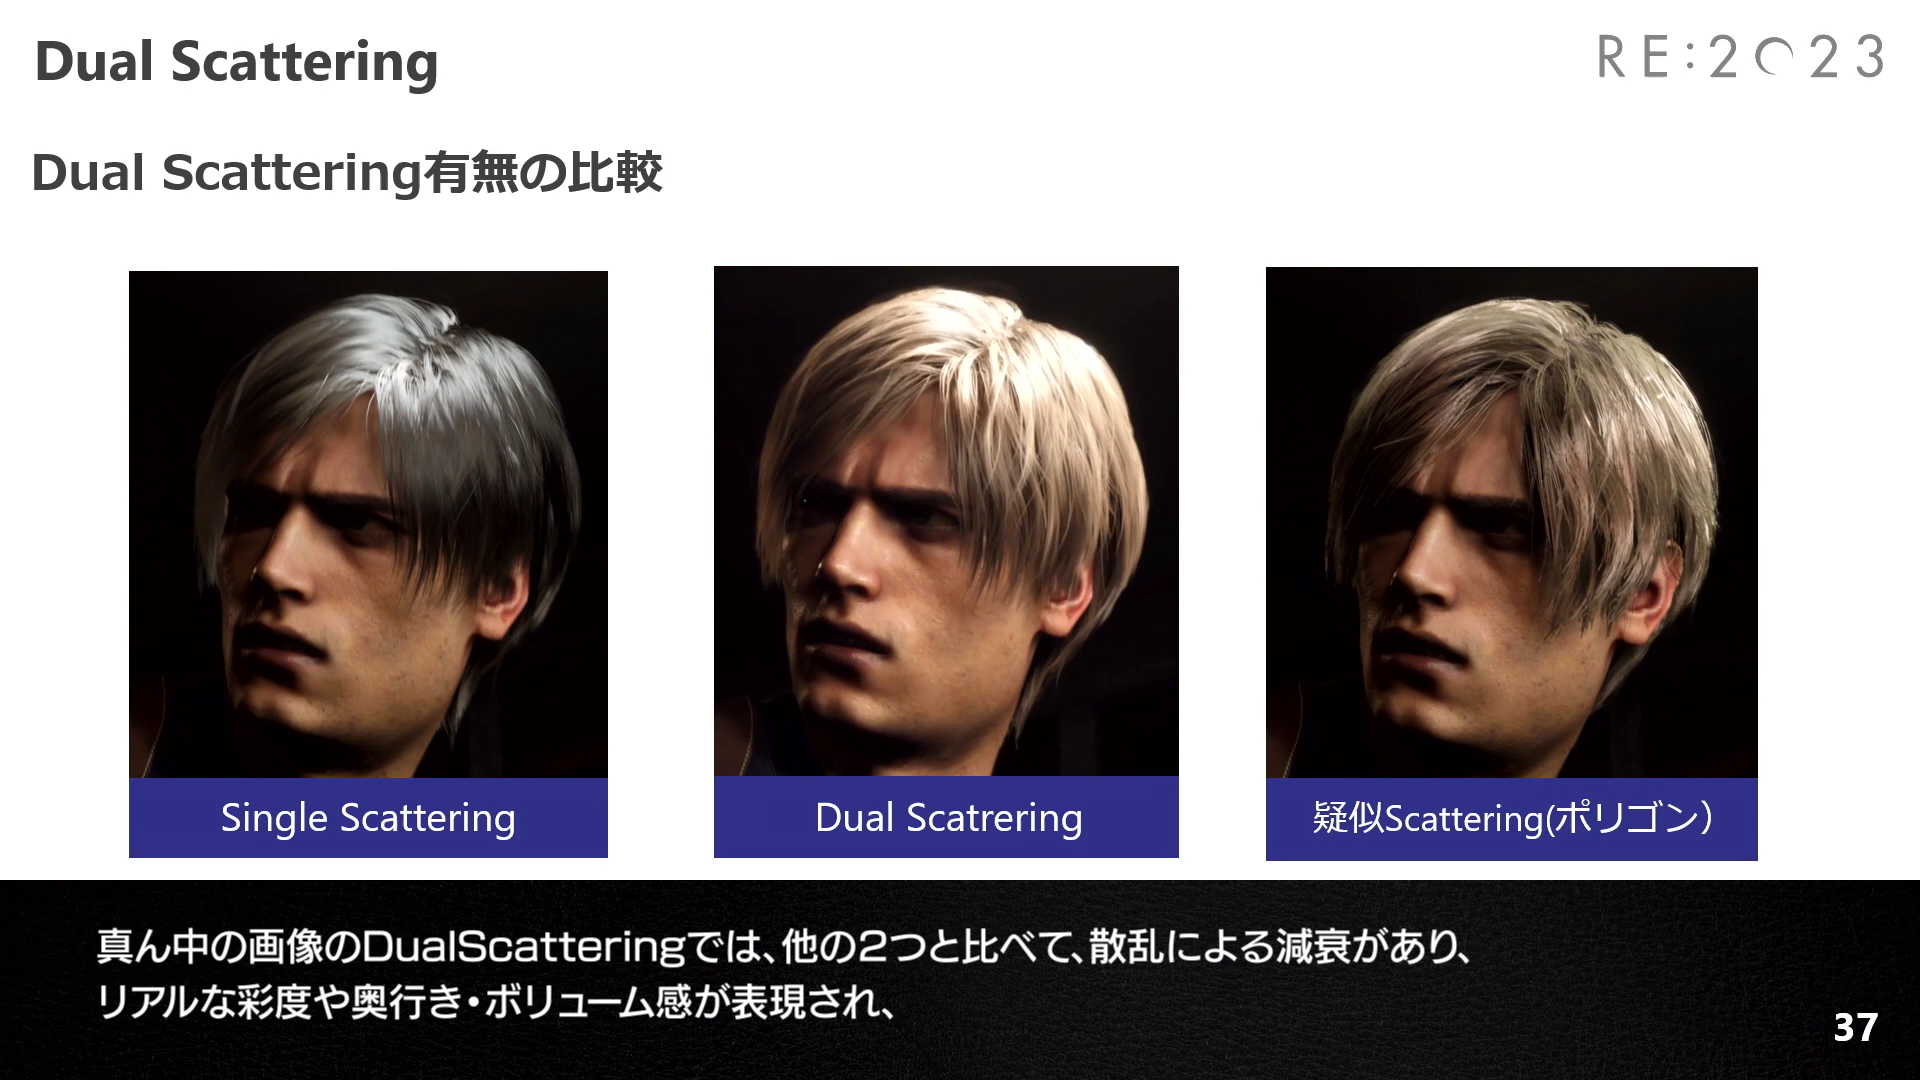 Dual Scattering
RE:2023
Dual Scattering有無の比較
Single Scattering
Dual Scatrering
疑似Scattering(ポリゴン）
真ん中の画像のDualScatteringでは、他の2つと比べて、散乱による減衰があり、
リアルな彩度や奥行き・ボリューム感が表現され、
37